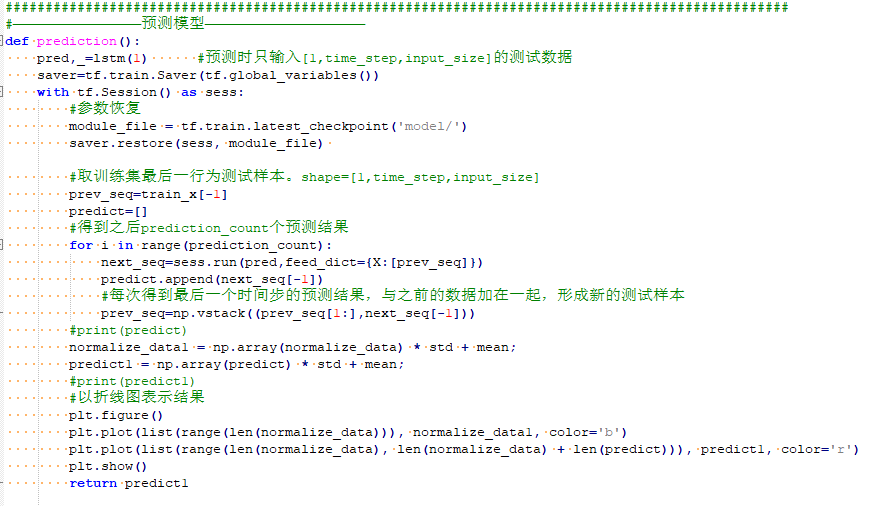 ##################################################################################################
#————————————————预测模型————————————————————
def prediction():
    pred,_=lstm(1)      #预测时只输入[1,time_step,input_size]的测试数据
    saver=tf.train.Saver(tf.global_variables())
    with tf.Session() as sess:
        #参数恢复
        module_file = tf.train.latest_checkpoint('model/')
        saver.restore(sess, module_file) 
        #取训练集最后一行为测试样本。shape=[1,time_step,input_size]
        prev_seq=train_x[-1]
        predict=[]
        #得到之后prediction_count个预测结果
        for i in range(prediction_count):
            next_seq=sess.run(pred,feed_dict={X:[prev_seq]})
            predict.append(next_seq[-1])
            #每次得到最后一个时间步的预测结果，与之前的数据加在一起，形成新的测试样本
            prev_seq=np.vstack((prev_seq[1:],next_seq[-1]))
        #print(predict)
        normalize_data1 = np.array(normalize_data) * std + mean;
        predict1 = np.array(predict) * std + mean;
        #print(predict1)
        #以折线图表示结果
        plt.figure()
        plt.plot(list(range(len(normalize_data))), normalize_data1, color='b')
        plt.plot(list(range(len(normalize_data), len(normalize_data) + len(predict))), predict1, color='r')
        plt.show()
        return predict1